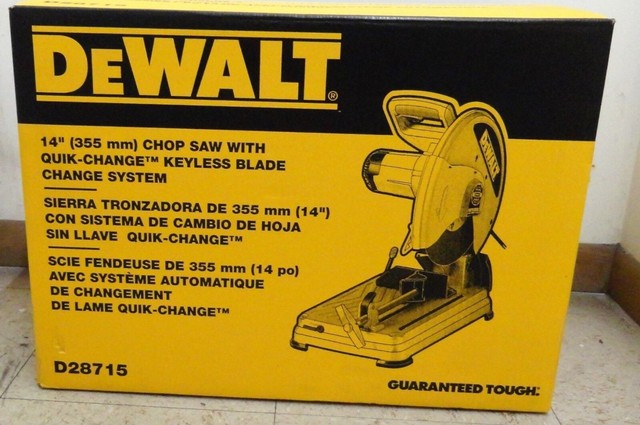 DEWALT®
14" (355 mm) CHOP SAW WITH
QUIK-CHANGE™ KEYLESS BLADE
CHANGE SYSTEM
SIERRA TRONZADORA DE 355 mm (14")
CON SISTEMA DE CAMBIO DE HOJA
SIN LLAVE QUIK-CHANGE™
SCIE FENDEUSE DE 355 mm (14 po)
AVEC SYSTÈME AUTOMATIQUE
DE CHANGEMENT
DE LAME QUIK-CHANGE™
DEWALT
D28715
GUARANTEED TOUGH.